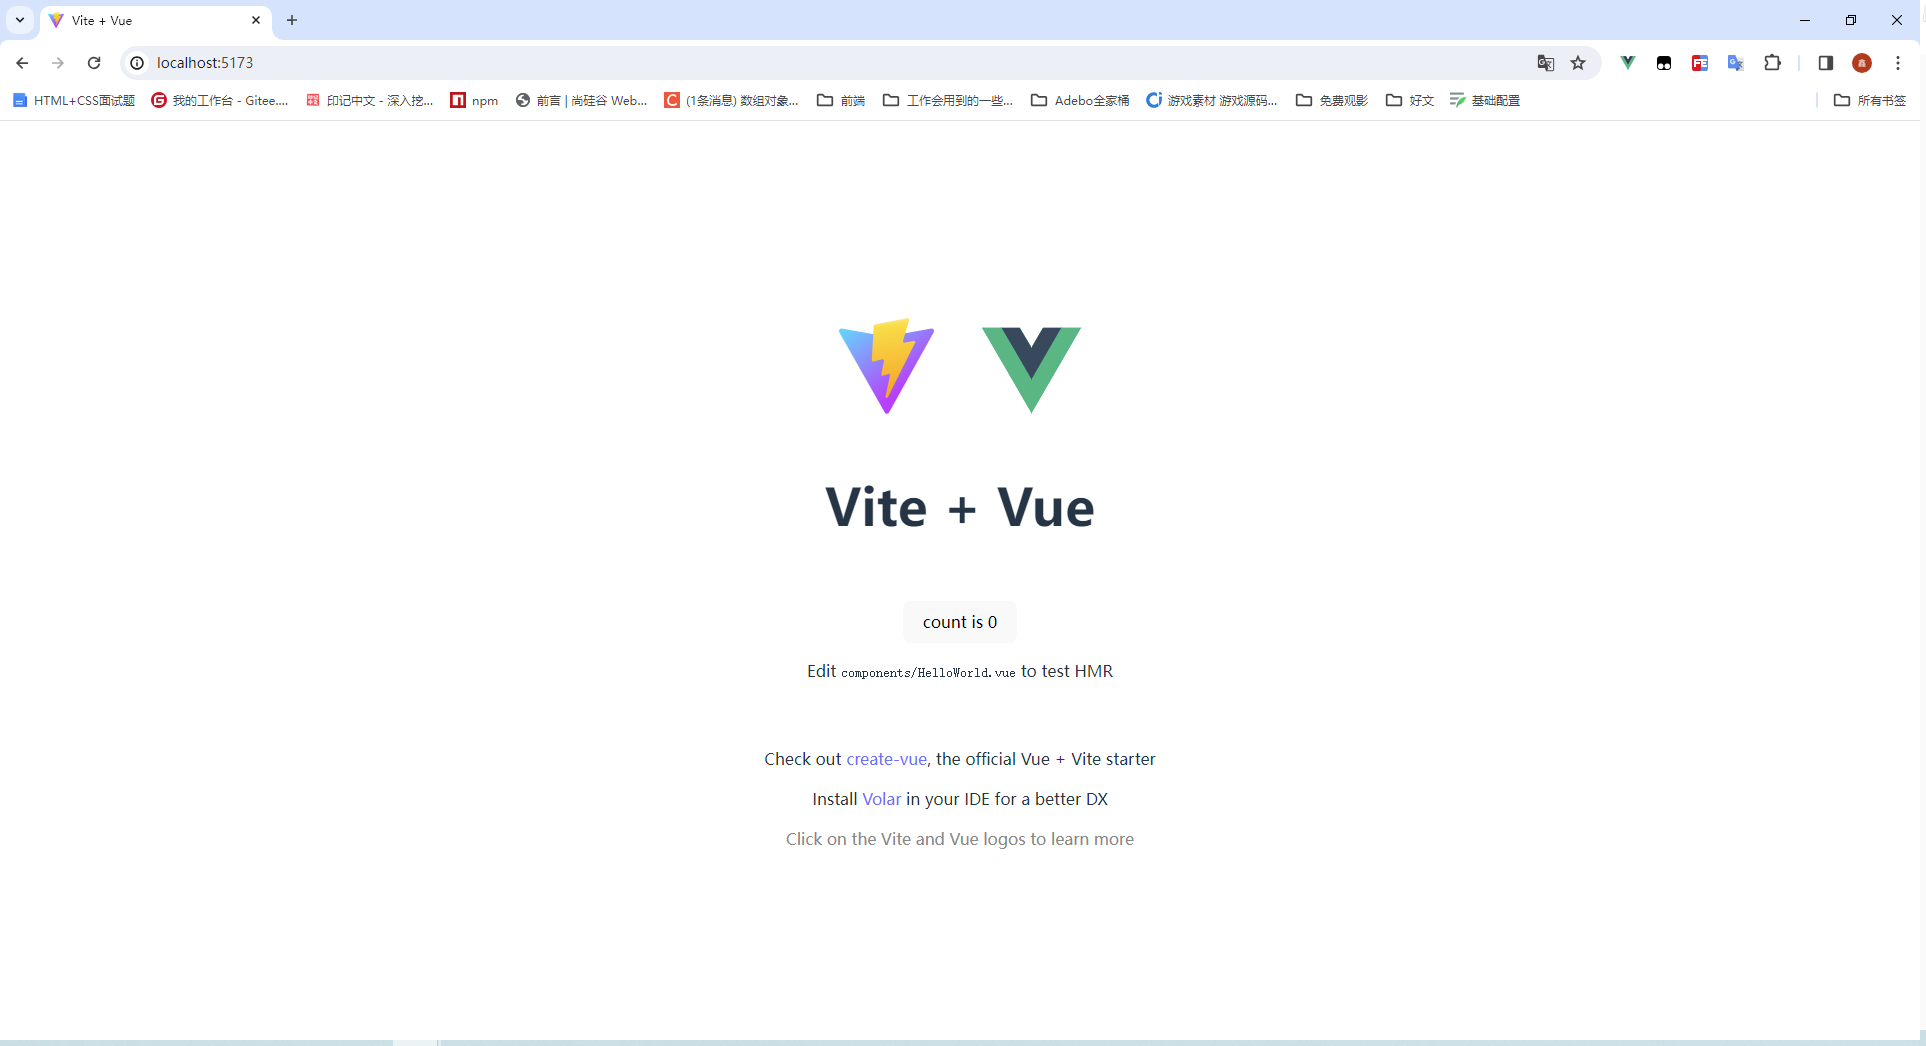 Vite + Vue
localhost:5173
HTML+CSS面试题 我的工作台 - Gitee.... 印记中文 - 深入挖... npm 前言 | 尚硅谷 Web... (1条消息) 数组对象... 前端 工作会用到的一些... Adebo全家桶 游戏素材 游戏源码... 免费观影 好文 基础配置 所有书签
Vite + Vue
count is 0
Edit components/HelloWorld.vue to test HMR
Check out create-vue, the official Vue + Vite starter
Install Volar in your IDE for a better DX
Click on the Vite and Vue logos to learn more